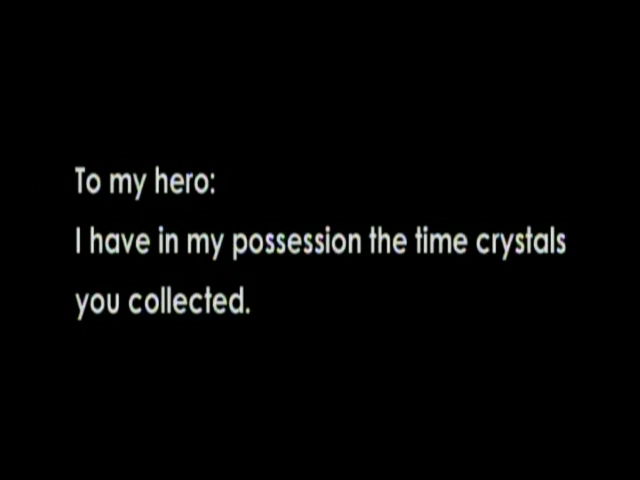 To my hero:
I have in my possession the time crystals
you collected.